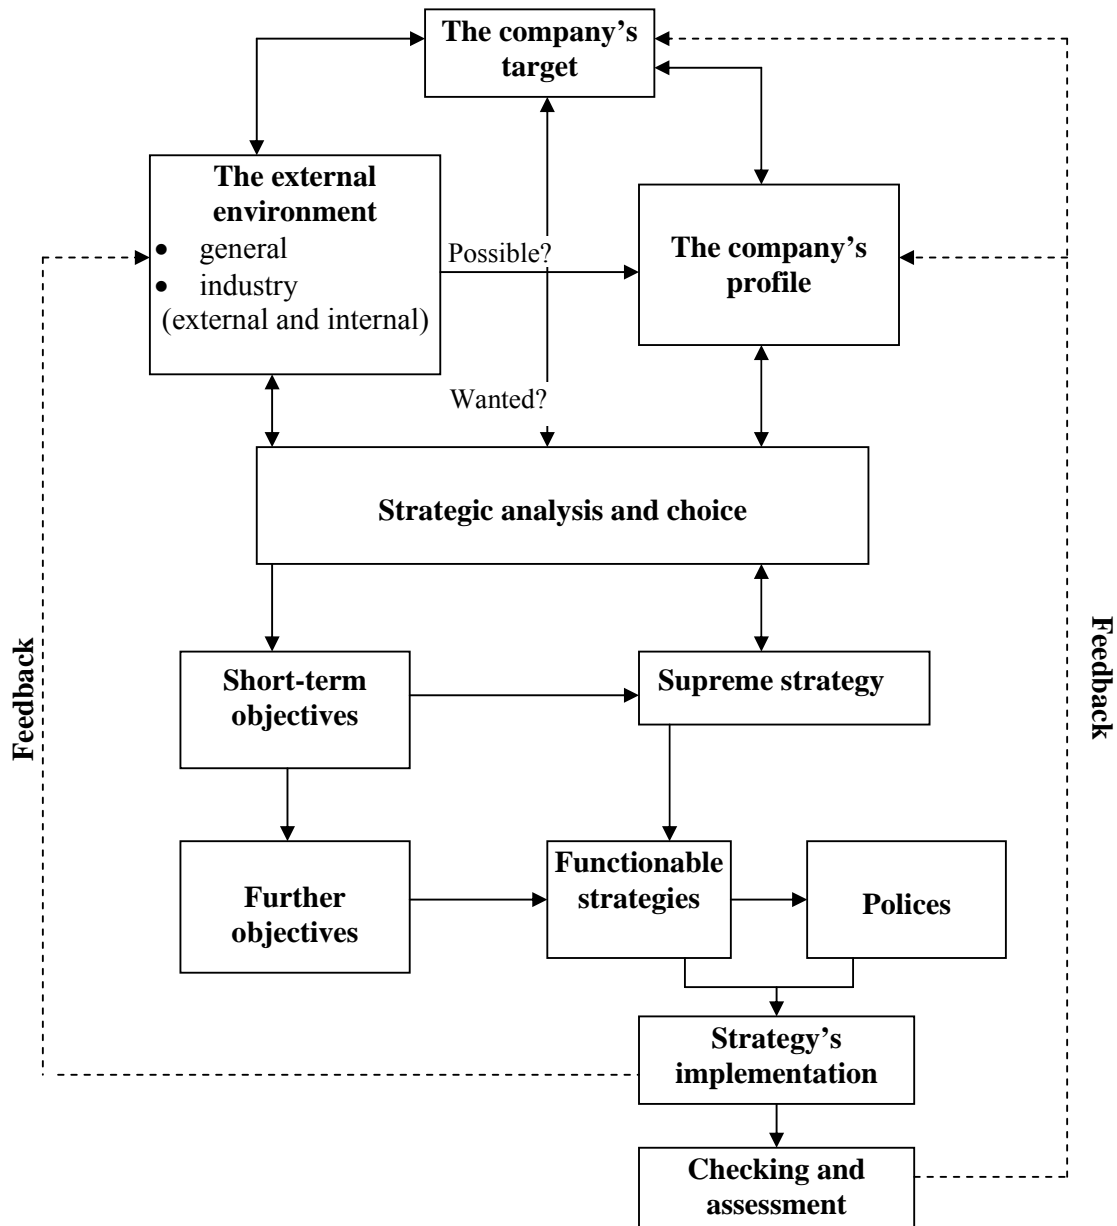 The company’s
target
The external
environment
• general
• industry
(external and internal)
Possible?
The company’s
profile
Wanted?
Strategic analysis and choice
Feedback
Feedback
Short-term
objectives
Supreme strategy
Further
objectives
Functionable
strategies
Polices
Strategy’s
implementation
Checking and
assessment